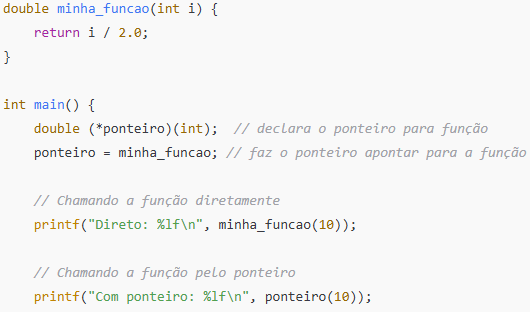 double minha_funcao(int i) {
    return i / 2.0;
}

int main() {
    double (*ponteiro)(int);  // declara o ponteiro para função
    ponteiro = minha_funcao; // faz o ponteiro apontar para a função

    // Chamando a função diretamente
    printf("Direto: %lf\n", minha_funcao(10));

    // Chamando a função pelo ponteiro
    printf("Com ponteiro: %lf\n", ponteiro(10));